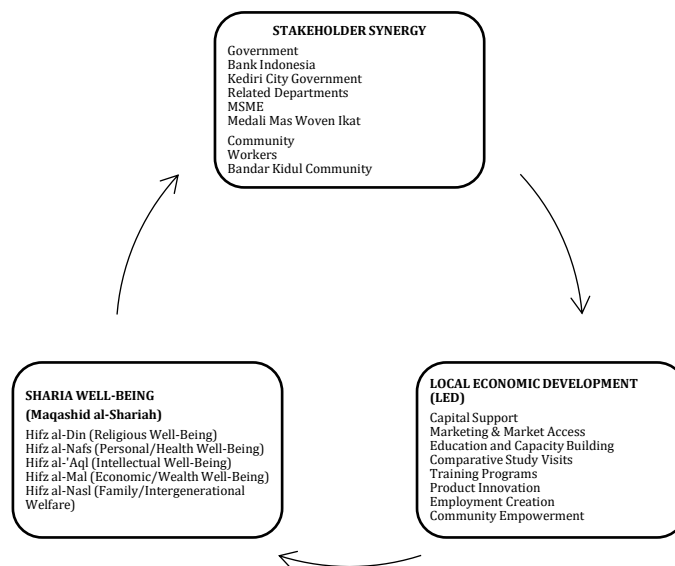 STAKEHOLDER SYNERGY
Government
Bank Indonesia
Kediri City Government
Related Departments
MSME
Medali Mas Woven Ikat
Community
Workers
Bandar Kidul Community
SHARIA WELL-BEING
(Maqashid al-Shariah)
Hifz al-Din (Religious Well-Being)
Hifz al-Nafs (Personal/Health Well-Being)
Hifz al-'Aql (Intellectual Well-Being)
Hifz al-Mal (Economic/Wealth Well-Being)
Hifz al-Nasl (Family/Intergenerational
Welfare)
LOCAL ECONOMIC DEVELOPMENT
(LED)
Capital Support
Marketing & Market Access
Education and Capacity Building
Comparative Study Visits
Training Programs
Product Innovation
Employment Creation
Community Empowerment